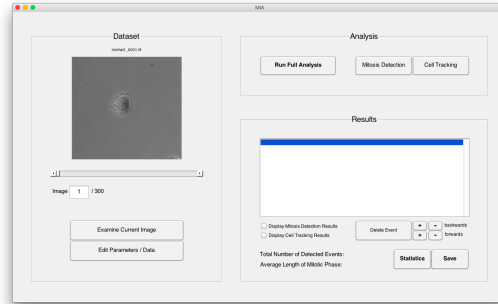 MiA
Dataset
normal1_0001.tif
Image 1 / 300
Examine Current Image
Edit Parameters / Data
Analysis
Run Full Analysis
Mitosis Detection
Cell Tracking
Results
Display Mitosis Detection Results
Display Cell Tracking Results
Delete Event
+ - backwards
+ - forwards
Total Number of Detected Events:
Average Length of Mitotic Phase:
Statistics
Save